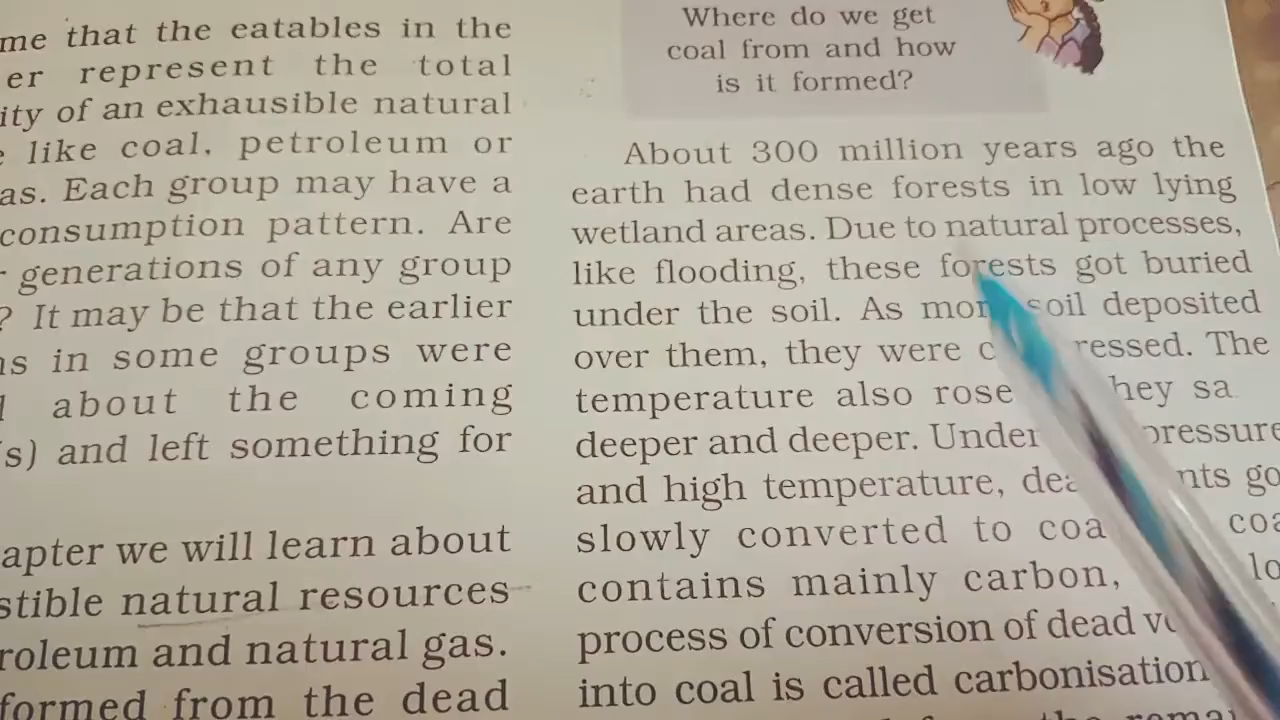 me that the eatables in the
er represent the total
ity of an exhausible natural
like coal, petroleum or
as. Each group may have a
consumption pattern. Are
generations of any group
? It may be that the earlier
in some groups were
about the coming
s) and left something for
apter we will learn about
stible natural resources
roleum and natural gas.
formed from the dead
Where do we get
coal from and how
is it formed?
About 300 million years ago the
earth had dense forests in low lying
wetland areas. Due to natural processes,
like flooding, these forests got buried
under the soil. As soil deposited
over them, they were ressed. The
temperature also rose hey sa
deeper and deeper. Under pressure
and high temperature, dea nts go
slowly converted to coa coa
contains mainly carbon,
process of conversion of dead
into coal is called carbonisation
the